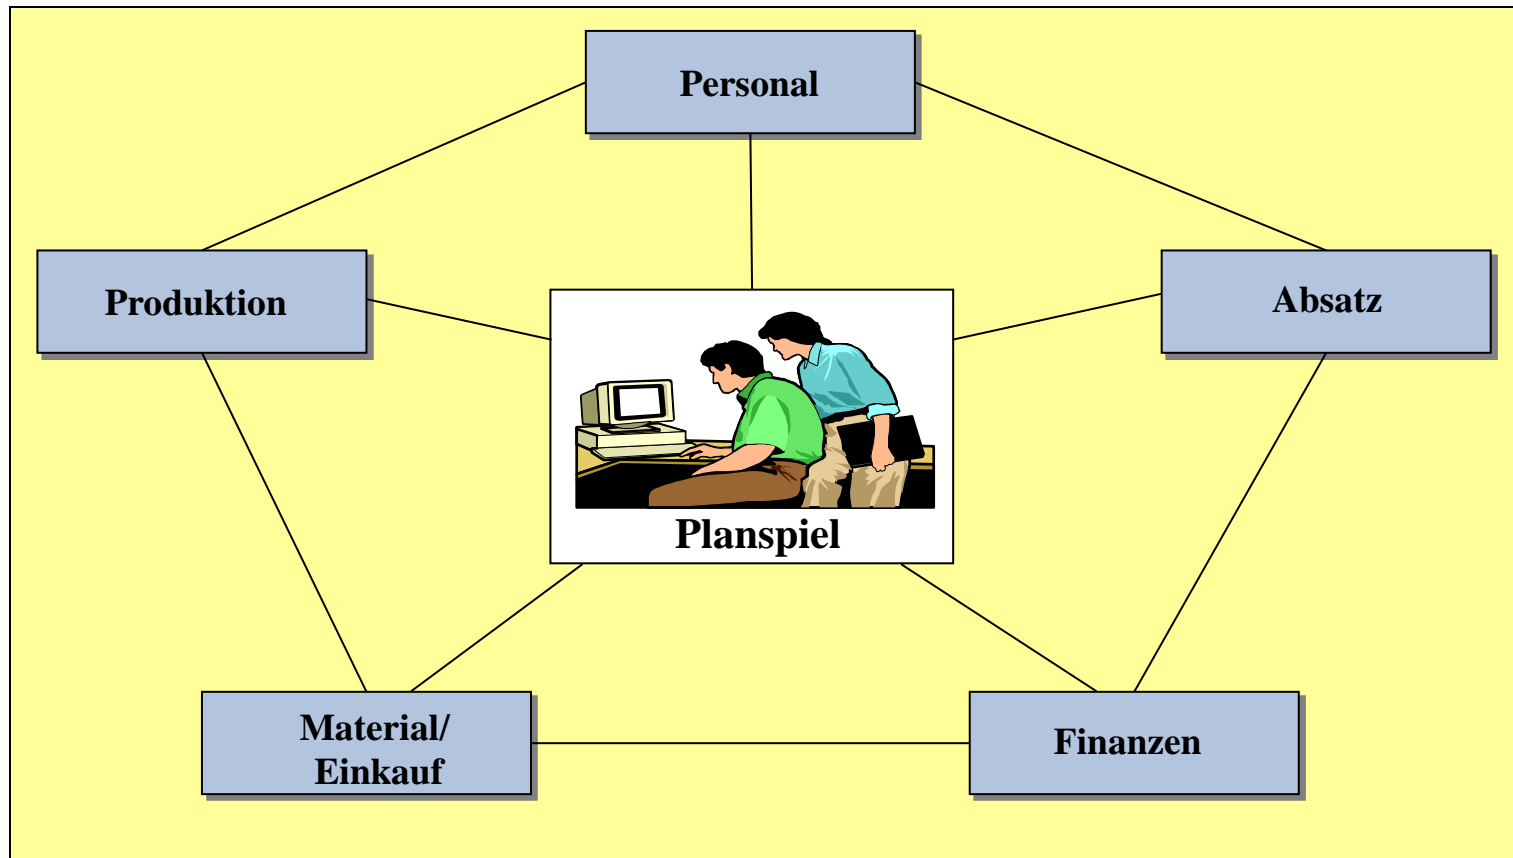 Personal
Produktion
Absatz
Planspiel
Material/
Einkauf
Finanzen